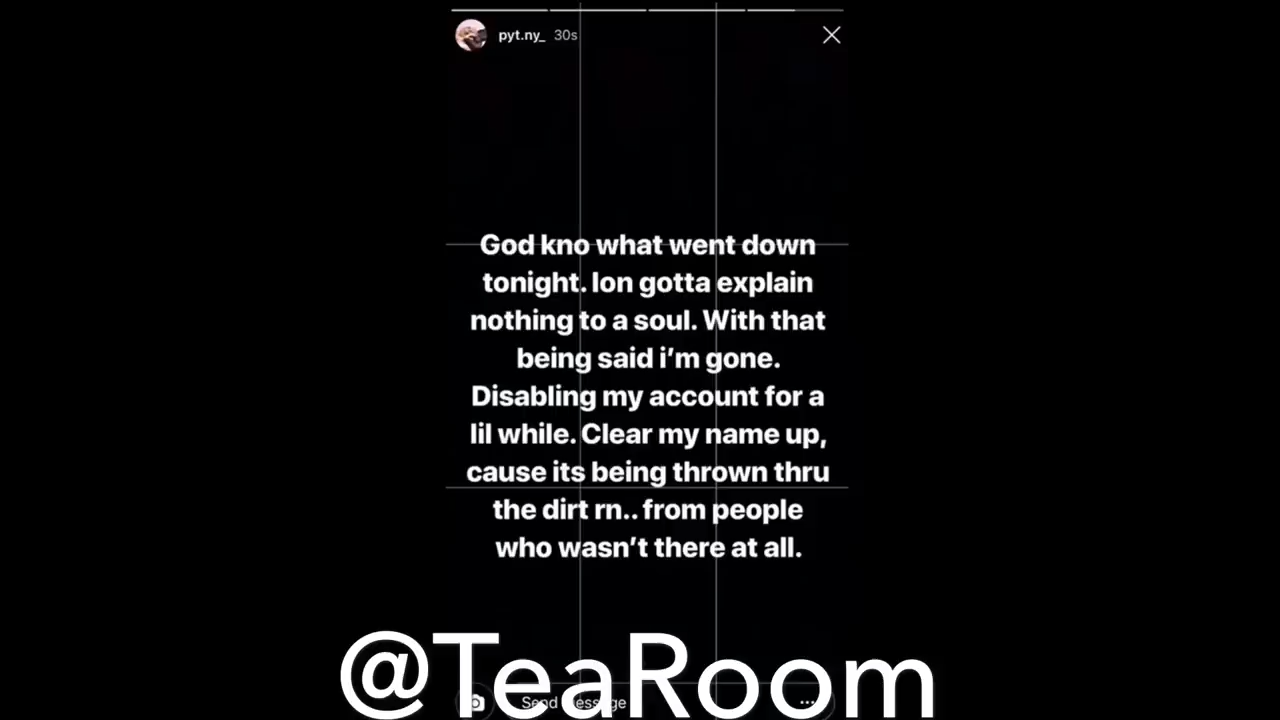 pyt.ny_ 30s
God kno what went down
tonight. Ion gotta explain
nothing to a soul. With that
being said i’m gone.
Disabling my account for a
lil while. Clear my name up,
cause its being thrown thru
the dirt rn.. from people
who wasn’t there at all.
Send message
@TeaRoom